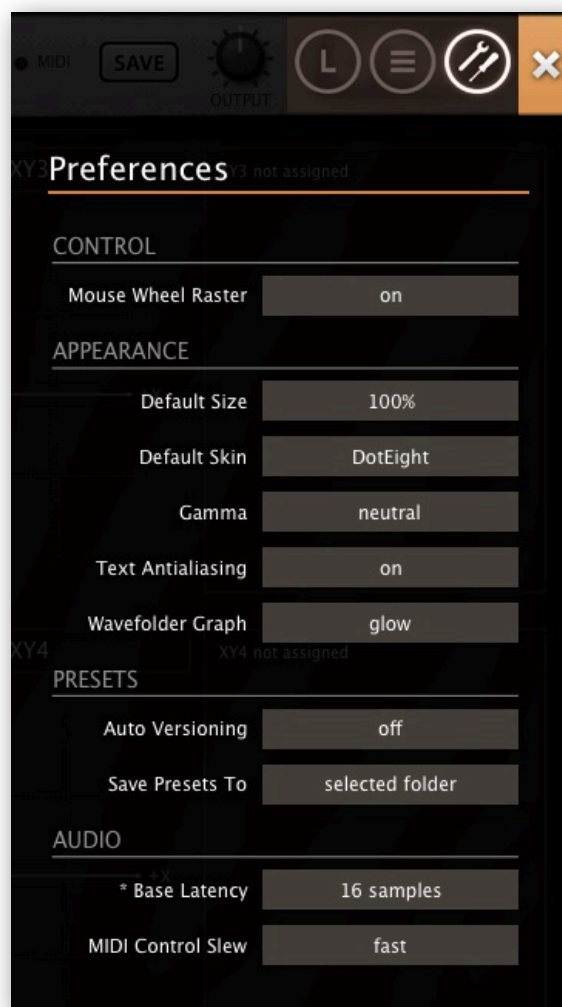 MIDI
SAVE
OUTPUT
L
XY3
XY3 not assigned
Preferences
CONTROL
Mouse Wheel Raster on
APPEARANCE
Default Size 100%
+X
Default Skin DotEight
Gamma neutral
Text Antialiasing on
Wavefolder Graph glow
XY4
XY4 not assigned
PRESETS
Auto Versioning off
Save Presets To selected folder
AUDIO
+X
* Base Latency 16 samples
MIDI Control Slew fast